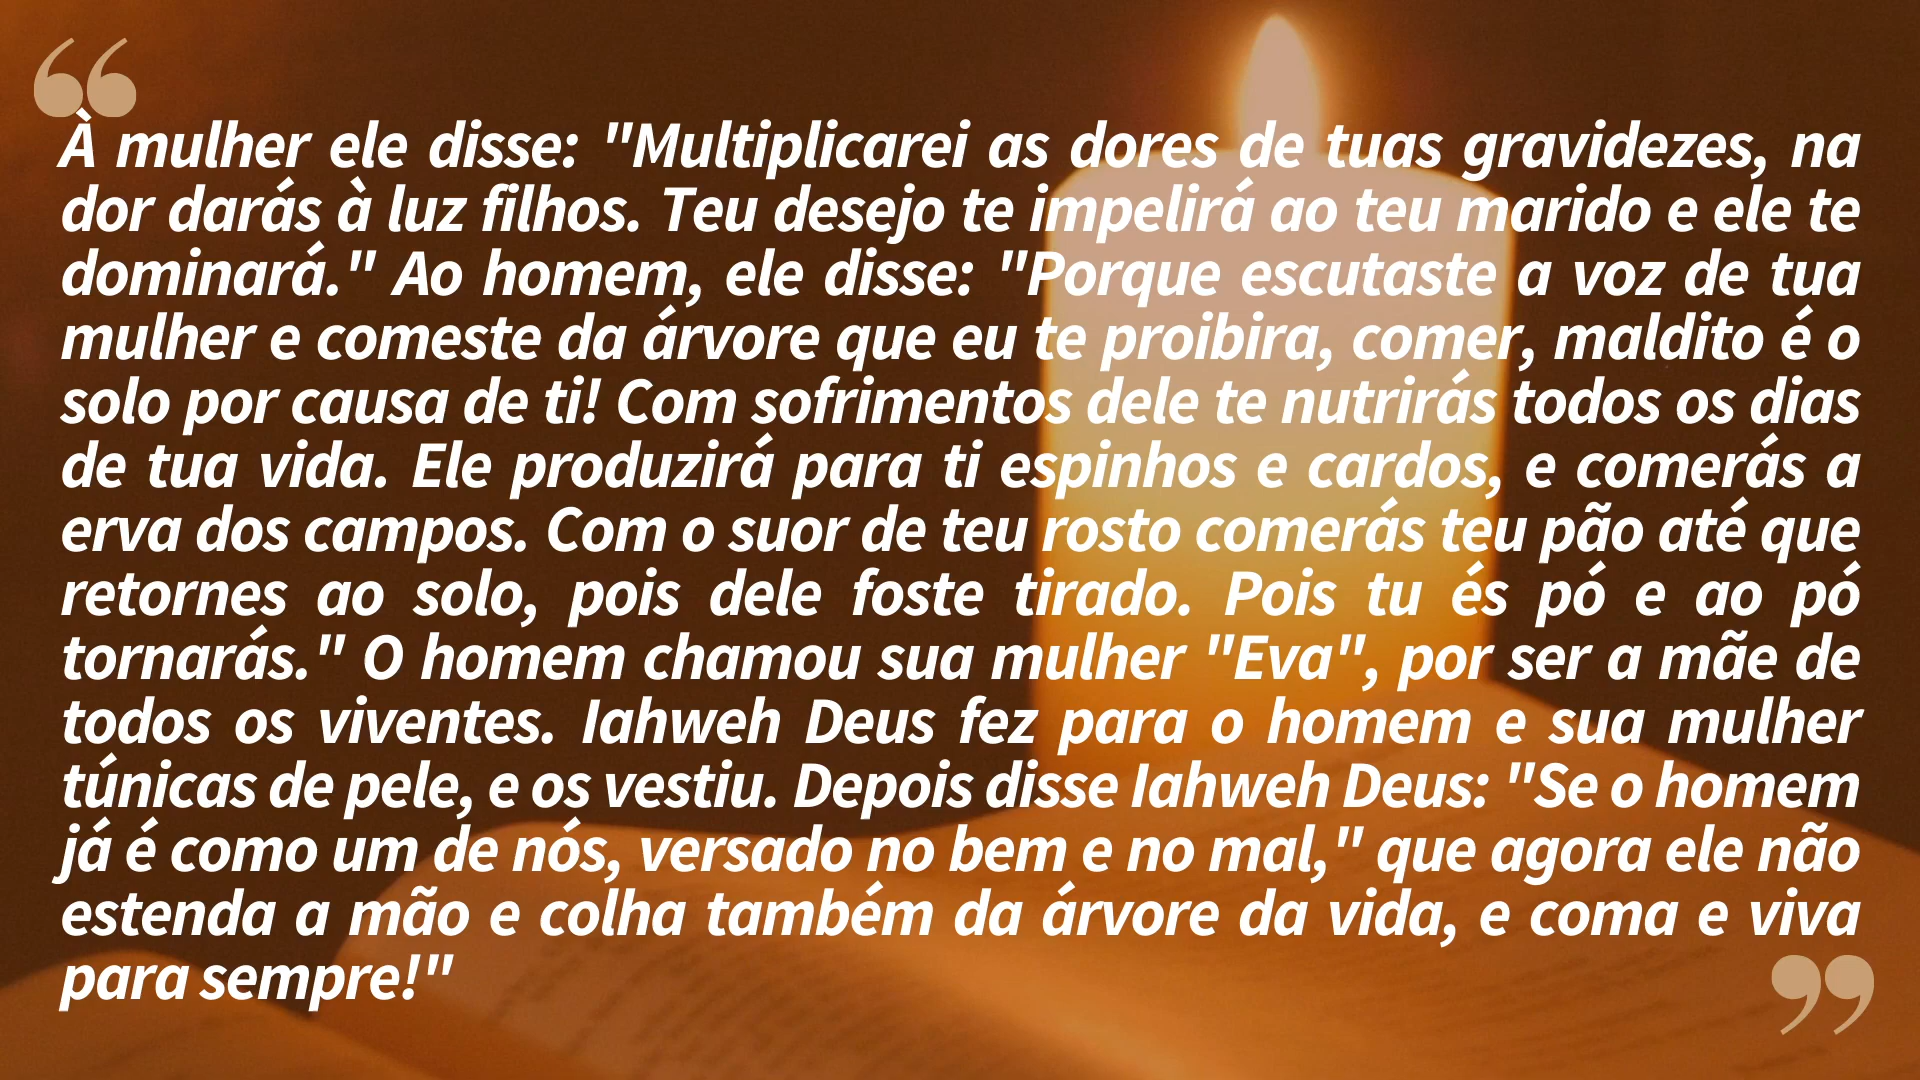 “
À mulher ele disse: "Multiplicarei as dores de tuas gravidezes, na
dor darás à luz filhos. Teu desejo te impelirá ao teu marido e ele te
dominará." Ao homem, ele disse: "Porque escutaste a voz de tua
mulher e comeste da árvore que eu te proibira, comer, maldito é o
solo por causa de ti! Com sofrimentos dele te nutrirás todos os dias
de tua vida. Ele produzirá para ti espinhos e cardos, e comerás a
erva dos campos. Com o suor de teu rosto comerás teu pão até que
retornes ao solo, pois dele foste tirado. Pois tu és pó e ao pó
tornarás." O homem chamou sua mulher "Eva", por ser a mãe de
todos os viventes. Iahweh Deus fez para o homem e sua mulher
túnicas de pele, e os vestiu. Depois disse Iahweh Deus: "Se o homem
já é como um de nós, versado no bem e no mal," que agora ele não
estenda a mão e colha também da árvore da vida, e coma e viva
para sempre!"
”